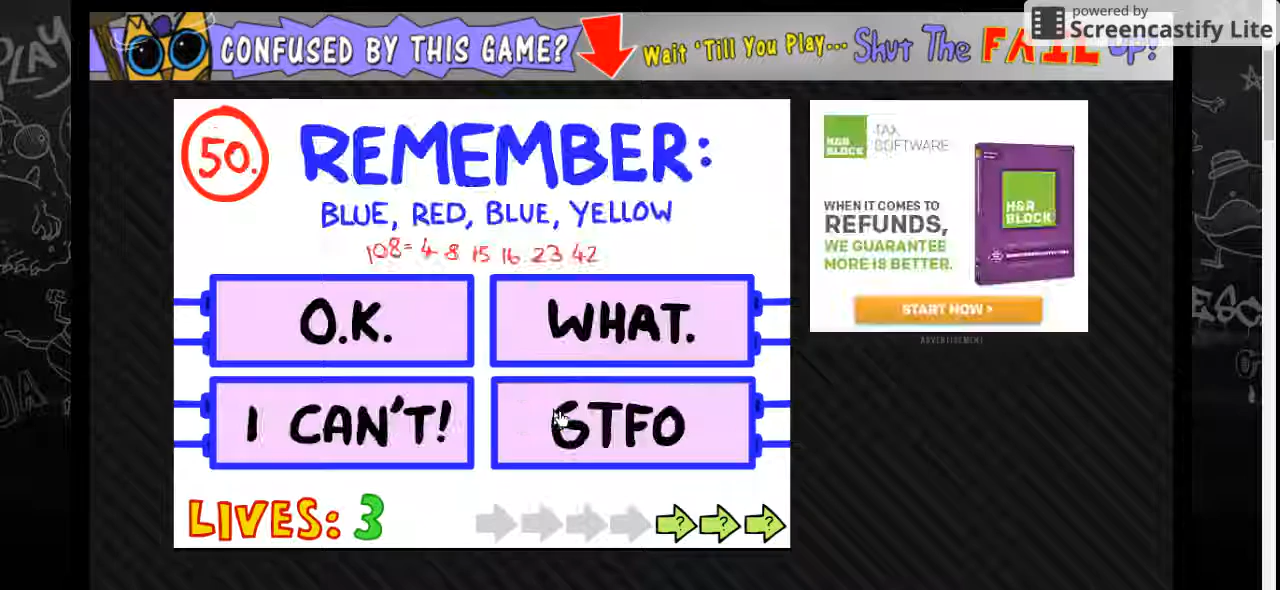 powered by
Screencastify Lite
CONFUSED BY THIS GAME?
Wait 'Till You Play... Shut The FAIL Up!
50.
REMEMBER:
BLUE, RED, BLUE, YELLOW
108= 4 8 15 16 23 42
O.K.
WHAT.
I CAN'T!
GTFO
LIVES: 3
? ? ?
H&R
BLOCK
TAX
SOFTWARE
WHEN IT COMES TO
REFUNDS,
WE GUARANTEE
MORE IS BETTER.
H&R
BLOCK
START NOW >
ADVERTISEMENT